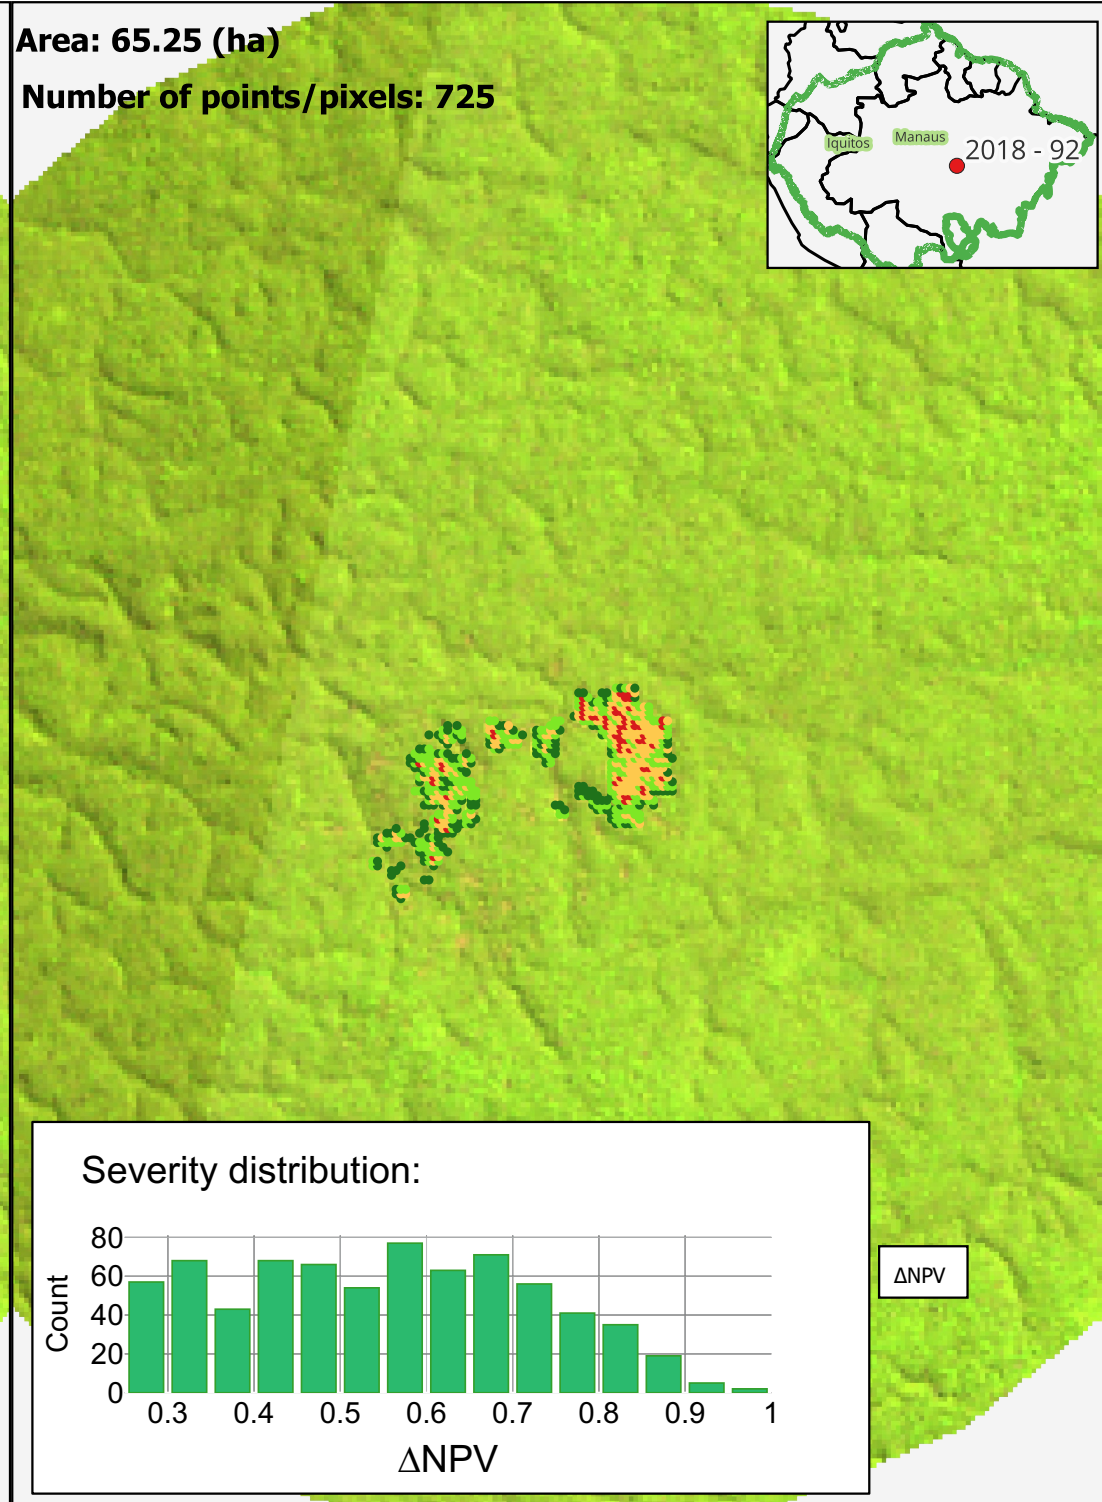 Area: 65.25 (ha)
Number of points/pixels: 725
Iquitos
Manaus
2018 - 92
Severity distribution:
80
60
40
20
0
Count
0.3 0.4 0.5 0.6 0.7 0.8 0.9 1
ΔNPV
ΔNPV